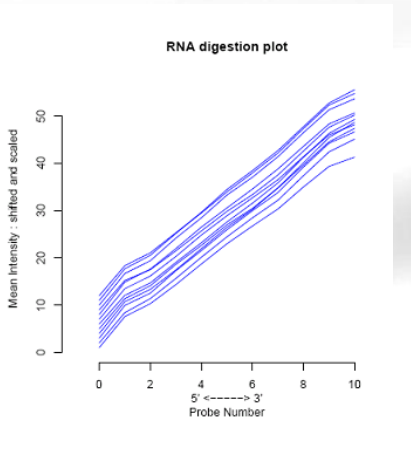 RNA digestion plot
Mean Intensity : shifted and scaled
50
40
30
20
10
0
0 2 4 6 8 10
5' <-----> 3'
Probe Number